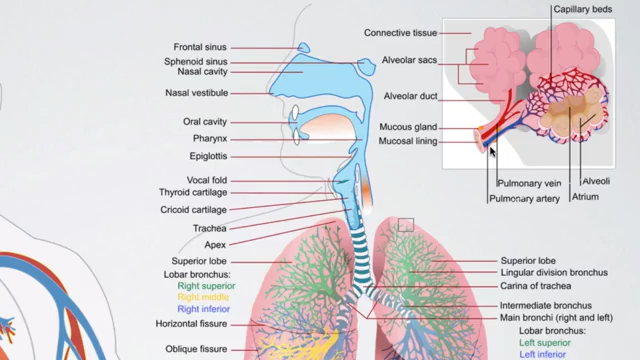 Capillary beds
Connective tissue
Frontal sinus
Sphenoid sinus
Alveolar sacs
Nasal cavity
Nasal vestibule
Alveolar duct
Oral cavity
Mucous gland
Pharynx
Mucosal lining
Epiglottis
Vocal fold
Pulmonary vein
Alveoli
Thyroid cartilage
Pulmonary artery
Atrium
Cricoid cartilage
Trachea
Apex
Superior lobe
Lobar bronchus:
Right superior
Right middle
Right inferior
Horizontal fissure
Oblique fissure
Superior lobe
Lingular division bronchus
Carina of trachea
Intermediate bronchus
Main bronchi (right and left)
Lobar bronchus:
Left superior
Left inferior